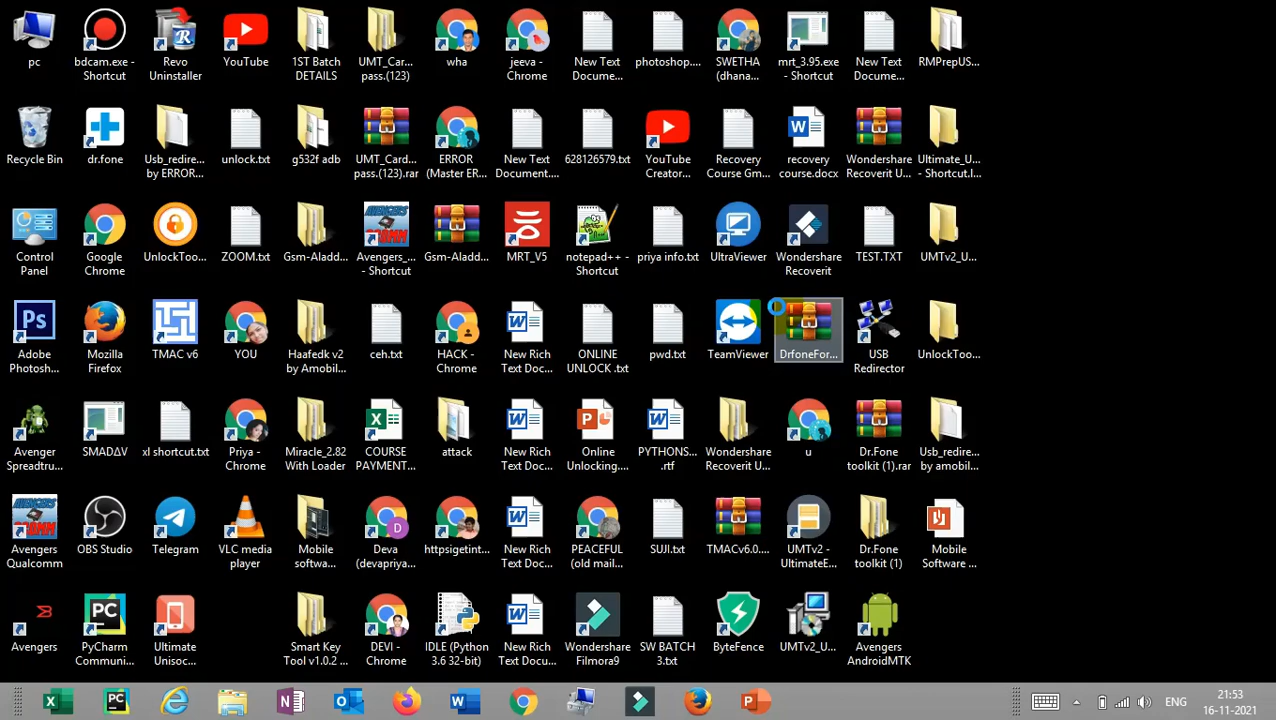 pc
bdcam.exe - Shortcut
Revo Uninstaller
YouTube
1ST Batch DETAILS
UMT_Car... pass.(123)
wha
jeeva - Chrome
New Text Docume...
photoshop....
SWETHA (dhana...
mrt_3.95.exe - Shortcut
New Text Docume...
RMPrepUS...
Recycle Bin
dr.fone
Usb_redire... by ERROR...
unlock.txt
g532f adb
UMT_Card... pass.(123).rar
ERROR (Master ER...
New Text Document....
628126579.txt
YouTube Creator...
Recovery Course Gm...
recovery course.docx
Wondershare Recoverit U...
Ultimate_U... - Shortcut.l...
Control Panel
Google Chrome
UnlockToo...
ZOOM.txt
Gsm-Aladd...
AVENGERS
SCOMM
Avengers_... - Shortcut
Gsm-Aladd...
MRT_V5
notepad++ - Shortcut
priya info.txt
UltraViewer
Wondershare Recoverit
TEST.TXT
UMTv2_U...
Ps
Adobe Photosh...
Mozilla Firefox
TMAC v6
YOU
Haafedk v2 by Amobil...
ceh.txt
HACK - Chrome
New Rich Text Doc...
ONLINE UNLOCK .txt
pwd.txt
TeamViewer
DrfoneFor...
USB Redirector
UnlockToo...
Avenger Spreadtru...
SMADΔV
xl shortcut.txt
Priya - Chrome
Miracle_2.82 With Loader
COURSE PAYMENT...
attack
New Rich Text Doc...
Online Unlocking....
PYTHONS... .rtf
Wondershare Recoverit U...
u
Dr.Fone toolkit (1).rar
Usb_redire... by amobil...
Avengers Qualcomm
OBS Studio
Telegram
VLC media player
Mobile softwa...
D
Deva (devapriya...
httpsigetint...
New Rich Text Doc...
PEACEFUL (old mail...
SUJI.txt
TMACv6.0....
UMTv2 - UltimateE...
Dr.Fone toolkit (1)
Mobile Software ...
Avengers
PC
PyCharm Communi...
Ultimate Unisoc...
Smart Key Tool v1.0.2 ...
DEVI - Chrome
IDLE (Python 3.6 32-bit)
New Rich Text Docu...
Wondershare Filmora9
SW BATCH 3.txt
ByteFence
UMTv2_U...
Avengers AndroidMTK
ENG
21:53
16-11-2021